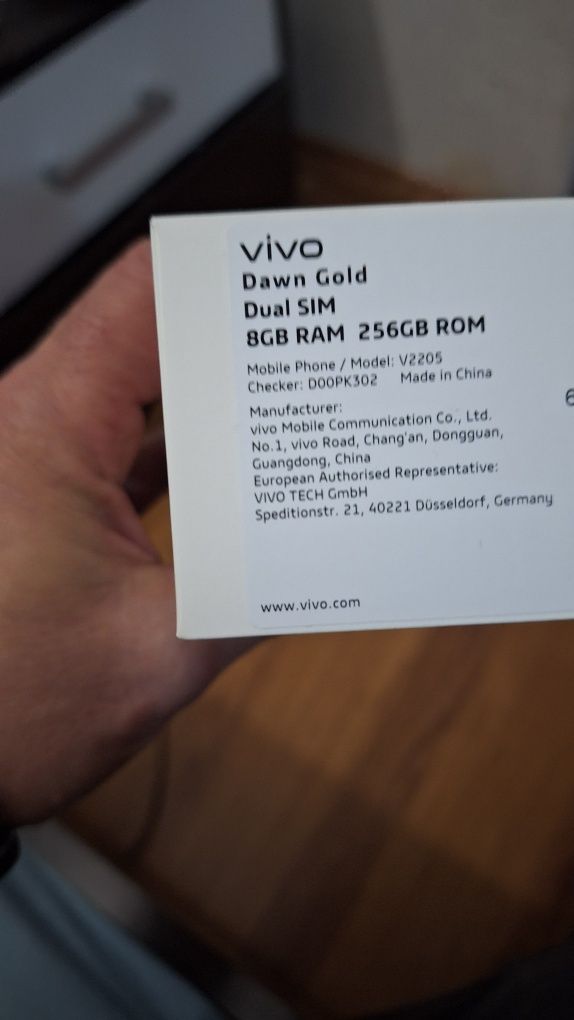 vivo
Dawn Gold
Dual SIM
8GB RAM 256GB ROM
Mobile Phone / Model: V2205
Checker: D00PK302 Made in China
Manufacturer:
vivo Mobile Communication Co., Ltd.
No.1, vivo Road, Chang'an, Dongguan,
Guangdong, China
European Authorised Representative:
VIVO TECH GmbH
Speditionstr. 21, 40221 Düsseldorf, Germany
www.vivo.com